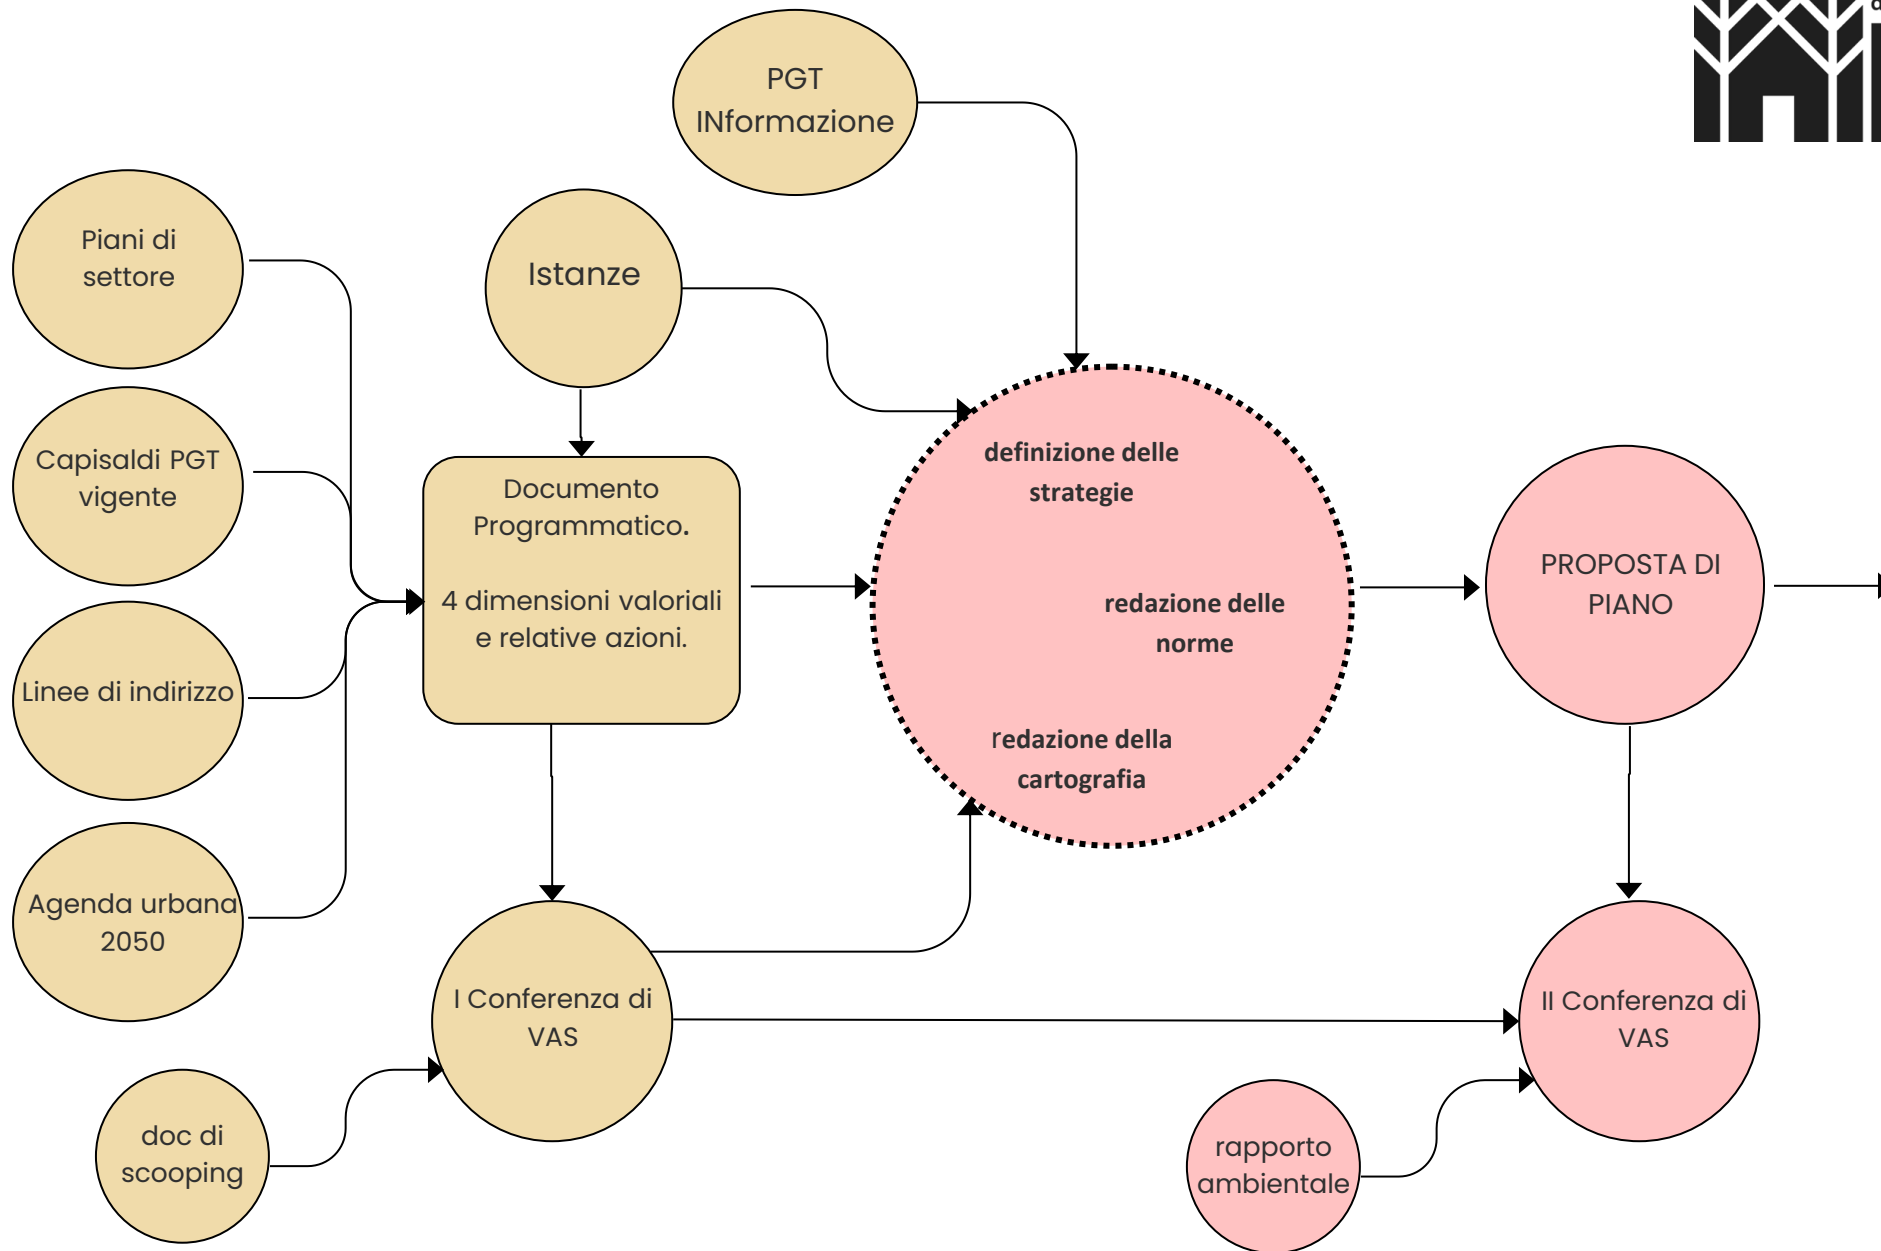 PGT
INformazione
Piani di
settore
Istanze
Capisaldi PGT
vigente
Documento
Programmatico.
4 dimensioni valoriali
e relative azioni.
definizione delle
strategie
redazione delle
norme
redazione della
cartografia
PROPOSTA DI
PIANO
Linee di indirizzo
Agenda urbana
2050
I Conferenza di
VAS
II Conferenza di
VAS
doc di
scooping
rapporto
ambientale